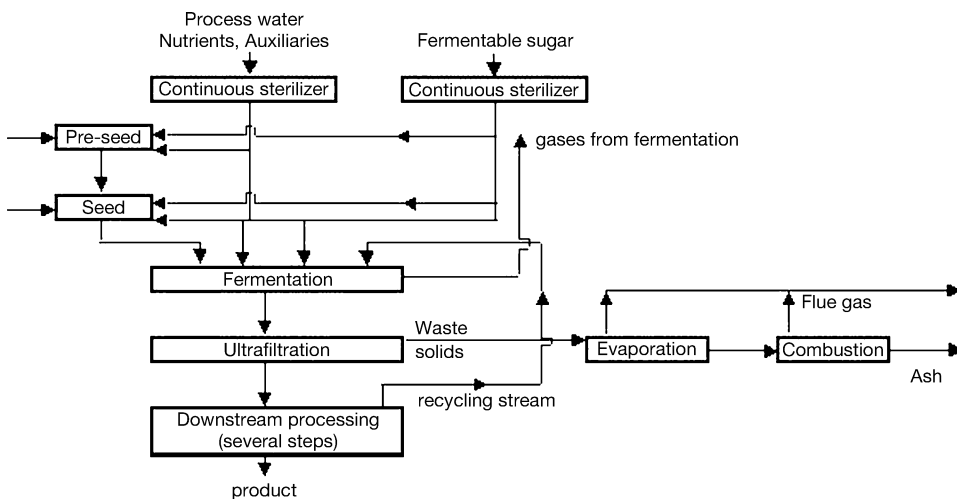 Process water
Nutrients, Auxiliaries
Fermentable sugar
Continuous sterilizer
Continuous sterilizer
Pre-seed
gases from fermentation
Seed
Fermentation
Flue gas
Waste
solids
Ultrafiltration
Evaporation
Combustion
Ash
recycling stream
Downstream processing
(several steps)
product